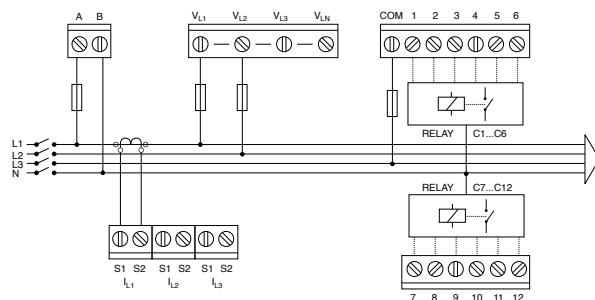 A B VL1 VL2 VL3 VLN COM 1 2 3 4 5 6
RELAY C1...C6
L1
L2
L3
N
RELAY C7...C12
S1 S2 S1 S2 S1 S2
IL1 IL2 IL3
7 8 9 10 11 12